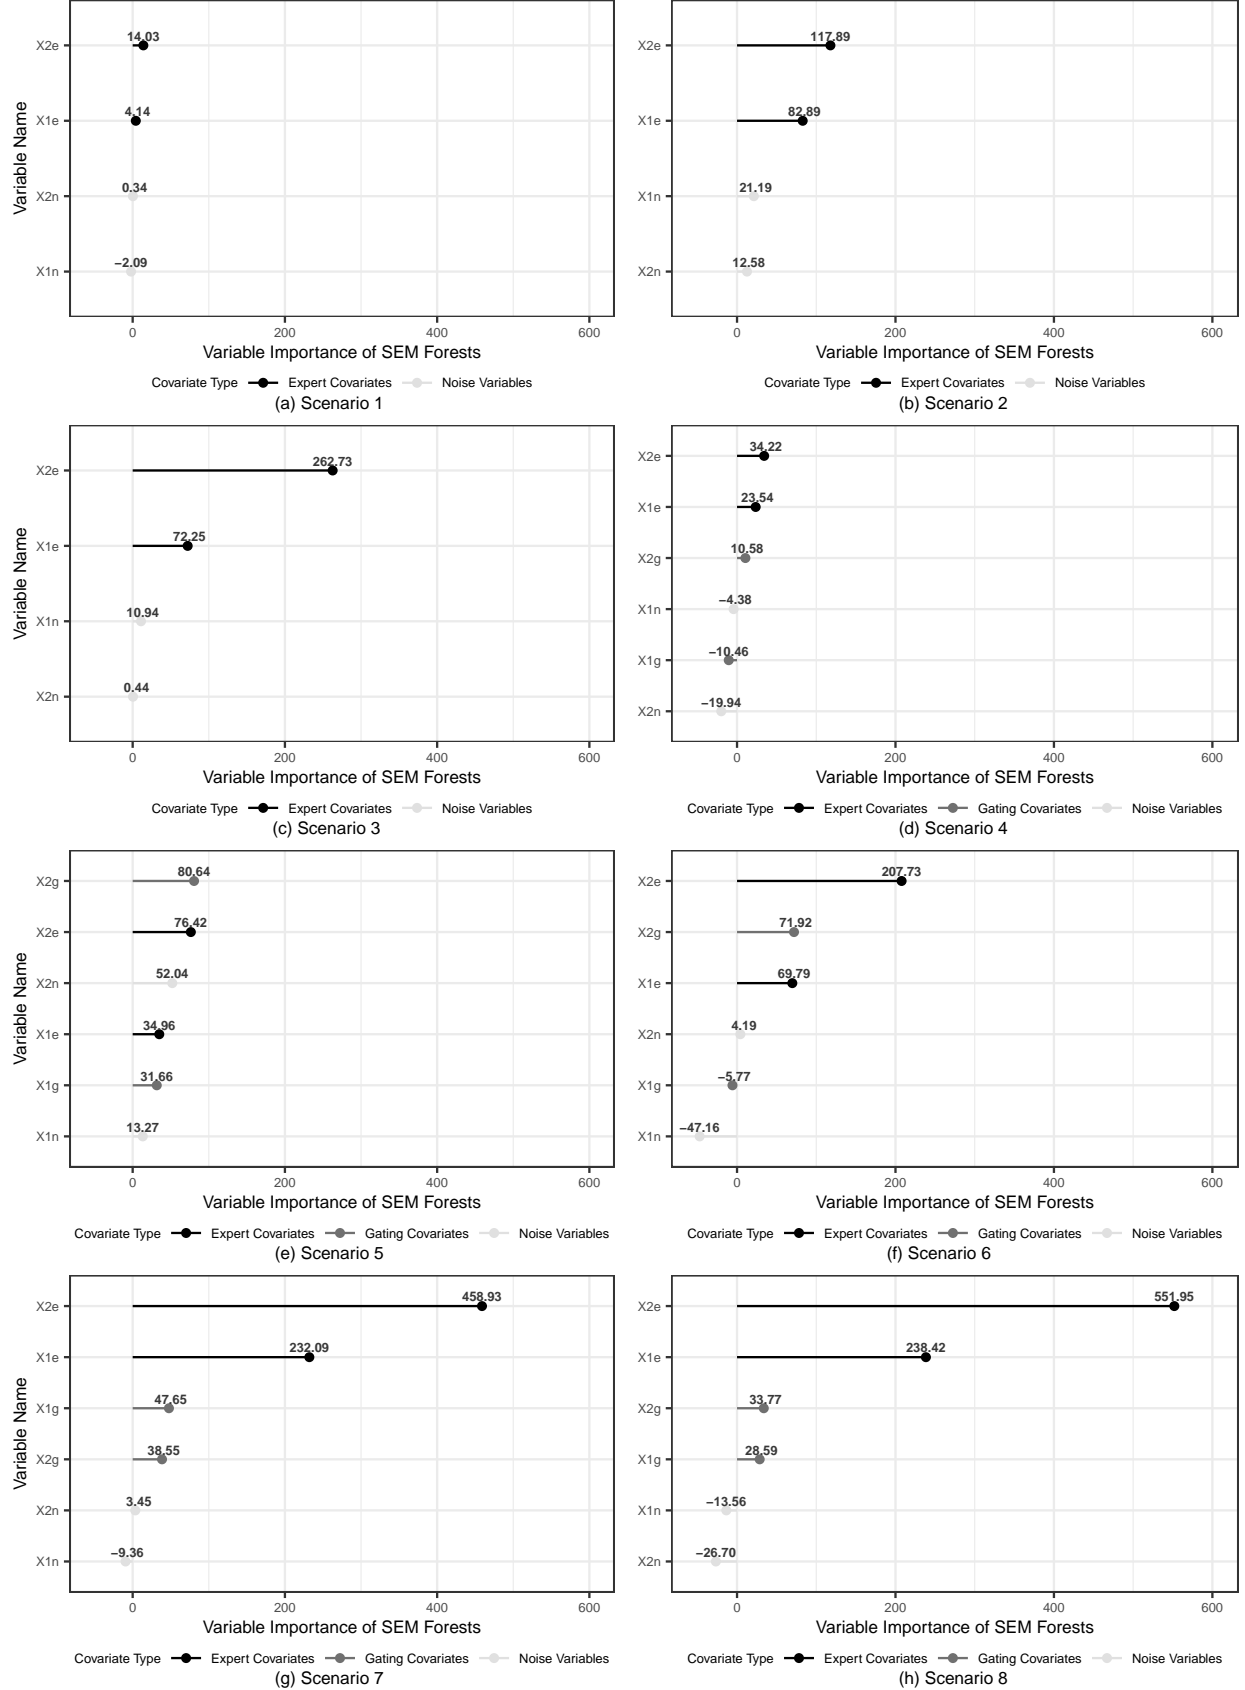 Variable Name
X2e
14.03
X1e
4.14
X2n
0.34
X1n
−2.09
0 200 400 600
Variable Importance of SEM Forests
Covariate Type Expert Covariates Noise Variables
(a) Scenario 1
X2e
117.89
X1e
82.89
X1n
21.19
X2n
12.58
0 200 400 600
Variable Importance of SEM Forests
Covariate Type Expert Covariates Noise Variables
(b) Scenario 2
Variable Name
X2e
262.73
X1e
72.25
X1n
10.94
X2n
0.44
0 200 400 600
Variable Importance of SEM Forests
Covariate Type Expert Covariates Noise Variables
(c) Scenario 3
X2e
34.22
X1e
23.54
X2g
10.58
X1n
−4.38
X1g
−10.46
X2n
−19.94
0 200 400 600
Variable Importance of SEM Forests
Covariate Type Expert Covariates Gating Covariates Noise Variables
(d) Scenario 4
Variable Name
X2g
80.64
X2e
76.42
X2n
52.04
X1e
34.96
X1g
31.66
X1n
13.27
0 200 400 600
Variable Importance of SEM Forests
Covariate Type Expert Covariates Gating Covariates Noise Variables
(e) Scenario 5
X2e
207.73
X2g
71.92
X1e
69.79
X2n
4.19
X1g
−5.77
X1n
−47.16
0 200 400 600
Variable Importance of SEM Forests
Covariate Type Expert Covariates Gating Covariates Noise Variables
(f) Scenario 6
Variable Name
X2e
458.93
X1e
232.09
X1g
47.65
X2g
38.55
X2n
3.45
X1n
−9.36
0 200 400 600
Variable Importance of SEM Forests
Covariate Type Expert Covariates Gating Covariates Noise Variables
(g) Scenario 7
X2e
551.95
X1e
238.42
X2g
33.77
X1g
28.59
X1n
−13.56
X2n
−26.70
0 200 400 600
Variable Importance of SEM Forests
Covariate Type Expert Covariates Gating Covariates Noise Variables
(h) Scenario 8